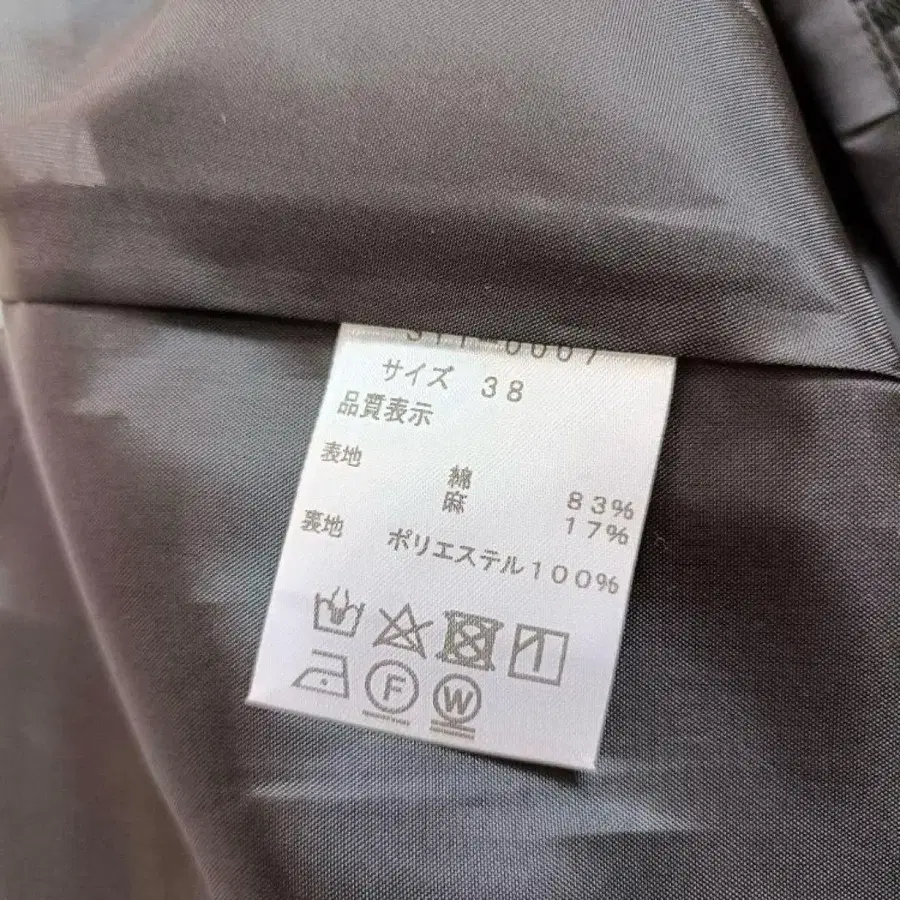 サイズ 38
品質表示
表地 綿 83%
麻 17%
裏地 ポリエステル100%
F W